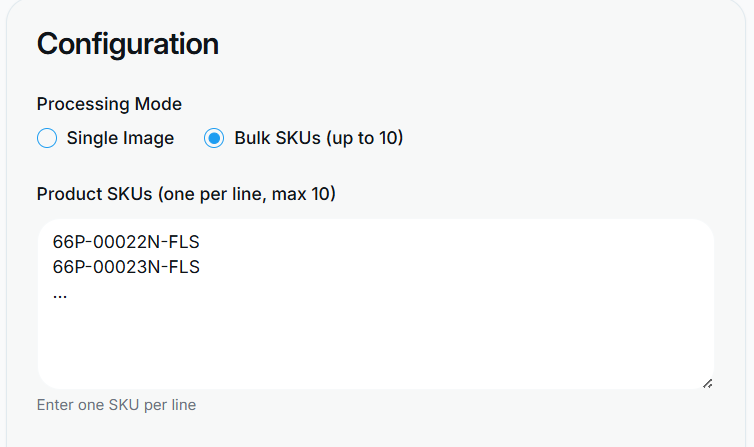 Configuration
Processing Mode
Single Image
Bulk SKUs (up to 10)
Product SKUs (one per line, max 10)
66P-00022N-FLS
66P-00023N-FLS
...
Enter one SKU per line